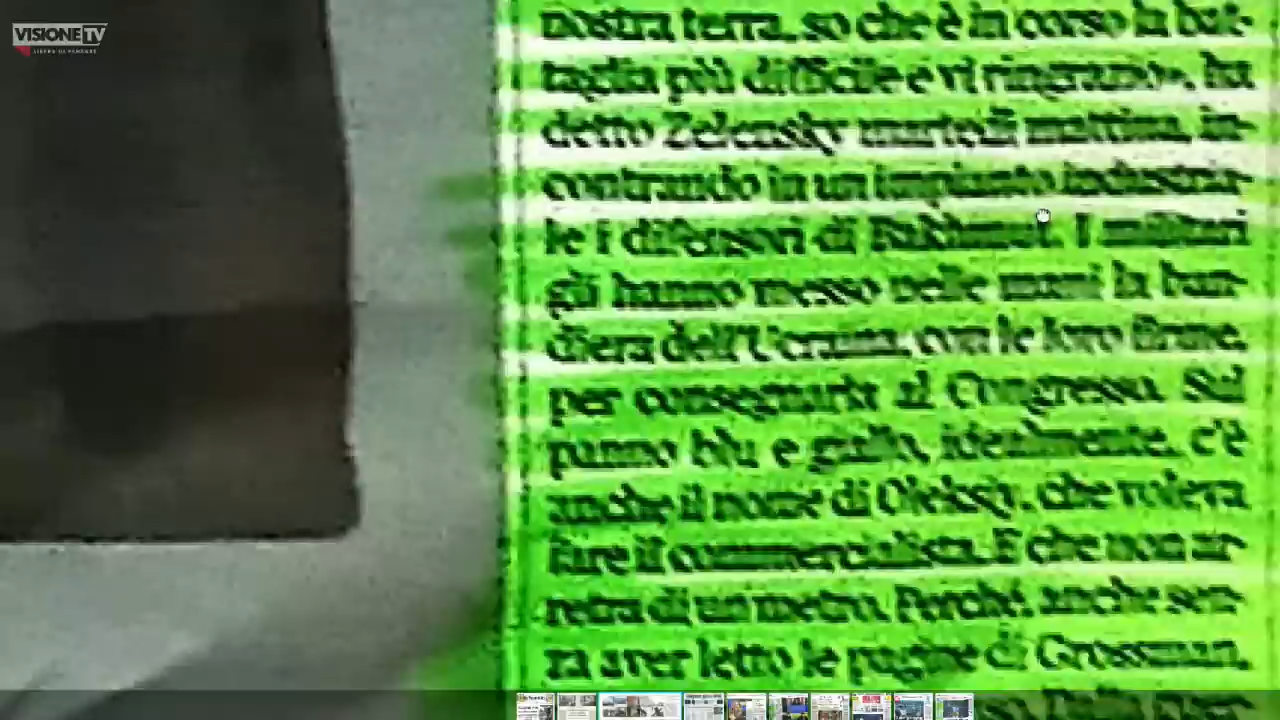 VISIONE TV
LIBERA DI PENSARE
nostra terra, so che è in corso la bat-
taglia più difficile e vi ringrazio», ha
detto Zelensky martedì mattina, in-
contrando in un impianto industria-
le i difensori di Bakhmut. I militari
gli hanno messo nelle mani la ban-
diera dell'Ucraina, con le loro firme,
per consegnarla al Congresso. Sul
panno blu e giallo, idealmente, c'è
anche il nome di Oleksiy, che voleva
fare il commercialista. E che non ar-
retra di un metro. Perché, anche sen-
za aver letto le pagine di Grossman,